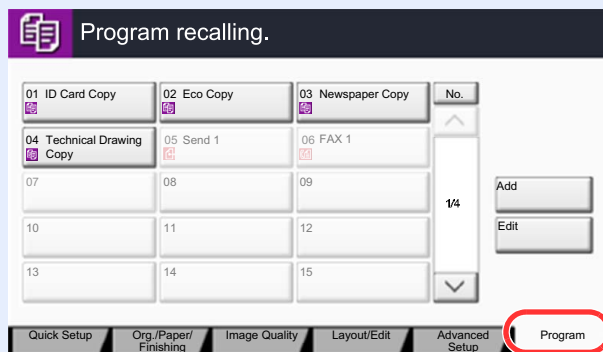 Program recalling.
01 ID Card Copy
02 Eco Copy
03 Newspaper Copy
No.
04 Technical Drawing
Copy
05 Send 1
06 FAX 1
07
08
09
1/4
Add
10
11
12
Edit
13
14
15
Quick Setup
Org./Paper/
Finishing
Image Quality
Layout/Edit
Advanced
Setup
Program